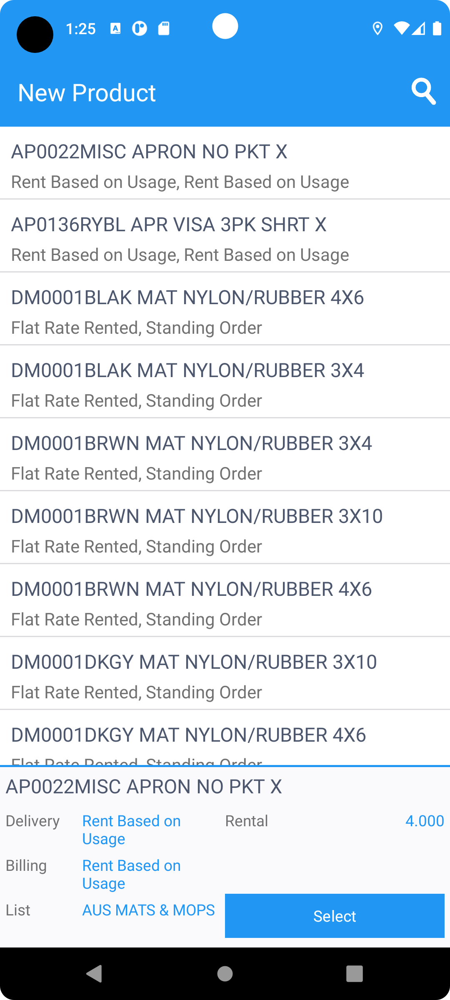 1:25
New Product
AP0022MISC APRON NO PKT X
Rent Based on Usage, Rent Based on Usage
AP0136RYBL APR VISA 3PK SHRT X
Rent Based on Usage, Rent Based on Usage
DM0001BLAK MAT NYLON/RUBBER 4X6
Flat Rate Rented, Standing Order
DM0001BLAK MAT NYLON/RUBBER 3X4
Flat Rate Rented, Standing Order
DM0001BRWN MAT NYLON/RUBBER 3X4
Flat Rate Rented, Standing Order
DM0001BRWN MAT NYLON/RUBBER 3X10
Flat Rate Rented, Standing Order
DM0001BRWN MAT NYLON/RUBBER 4X6
Flat Rate Rented, Standing Order
DM0001DKGY MAT NYLON/RUBBER 3X10
Flat Rate Rented, Standing Order
DM0001DKGY MAT NYLON/RUBBER 4X6
Flat Rate Rented, Standing Order
AP0022MISC APRON NO PKT X
Delivery Rent Based on Usage Rental 4.000
Billing Rent Based on Usage
List AUS MATS & MOPS Select